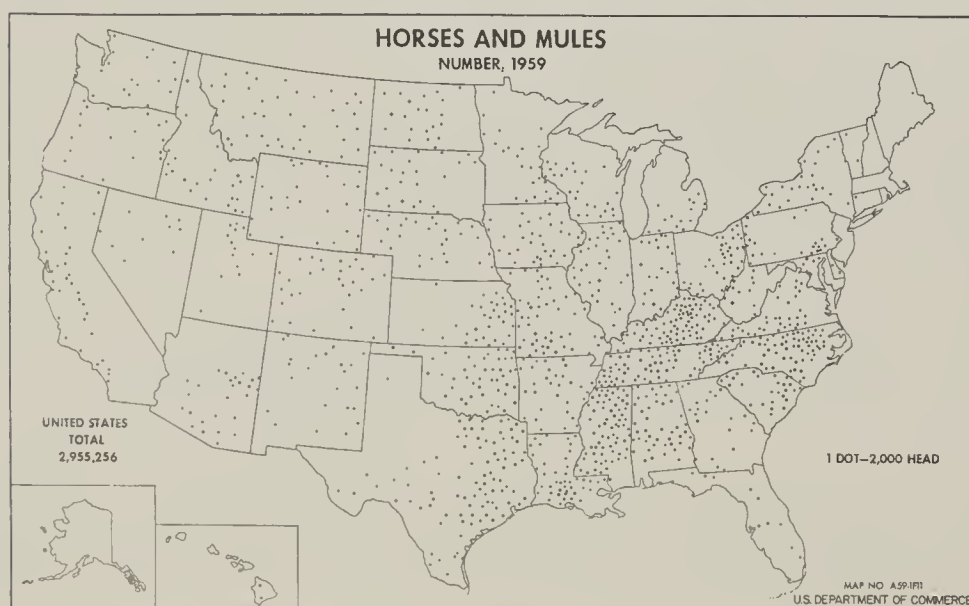 HORSES AND MULES
NUMBER, 1959
UNITED STATES
TOTAL
2,955,256
1 DOT—2,000 HEAD
MAP NO A59-1F11
U.S. DEPARTMENT OF COMMERCE